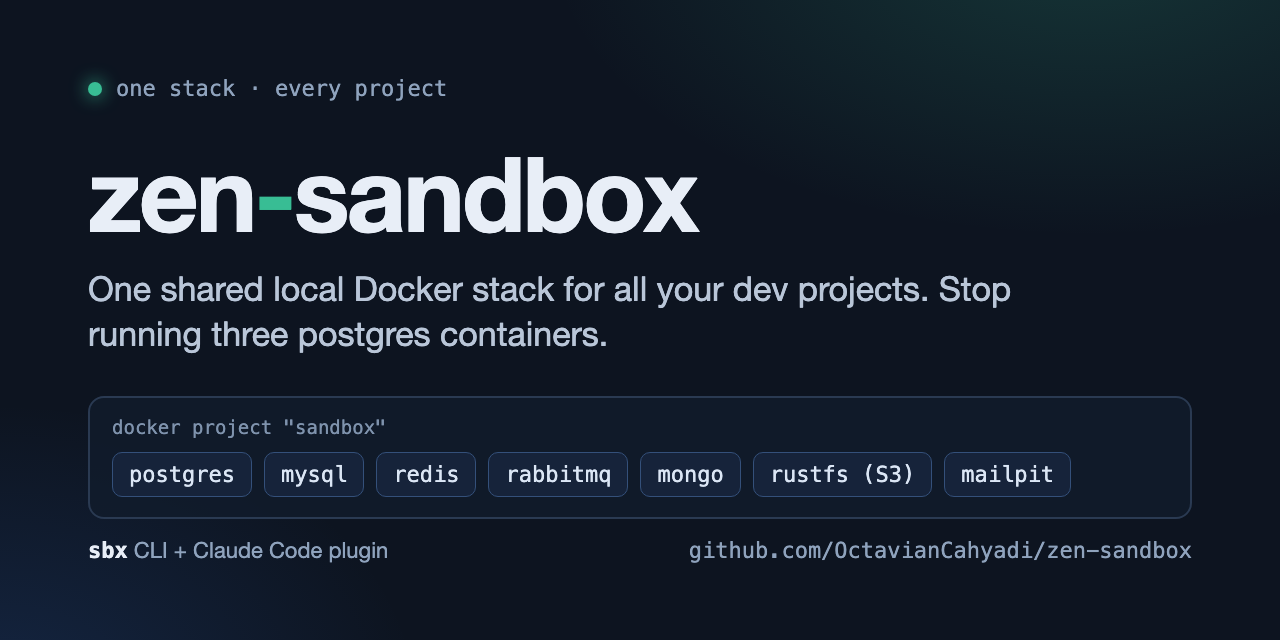 one stack · every project
zen-sandbox
One shared local Docker stack for all your dev projects. Stop
running three postgres containers.
docker project "sandbox"
postgres mysql redis rabbitmq mongo rustfs (S3) mailpit
sbx CLI + Claude Code plugin github.com/OctavianCahyadi/zen-sandbox